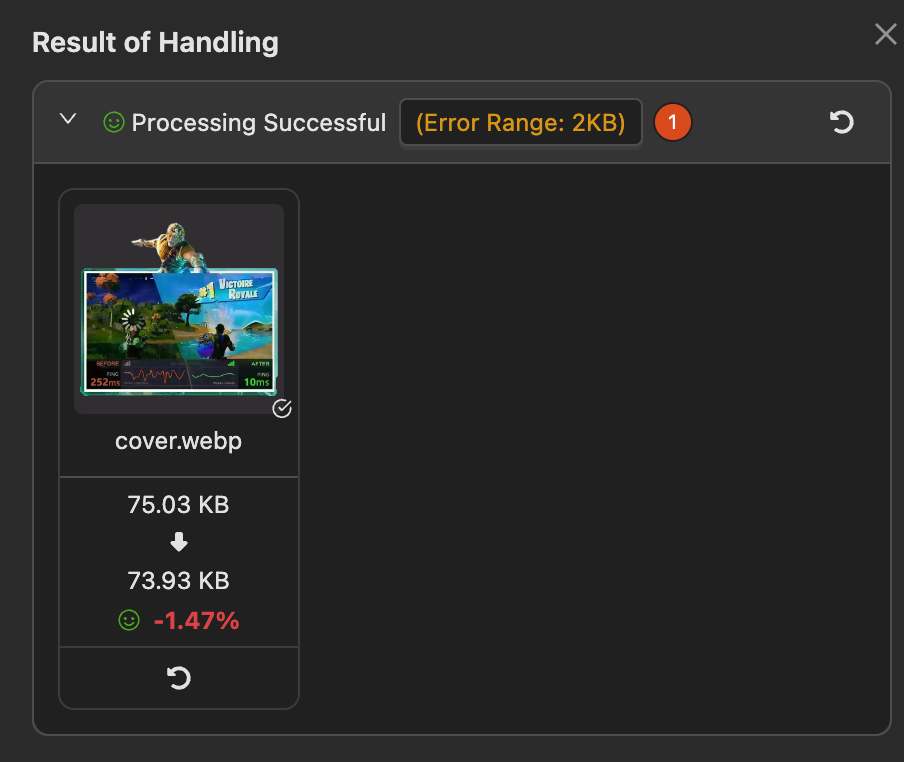 Result of Handling
Processing Successful (Error Range: 2KB) 1
#1 VICTOIRE
ROYALE
BEFORE AFTER
PING PING
252ms 10ms
cover.webp
75.03 KB
73.93 KB
-1.47%